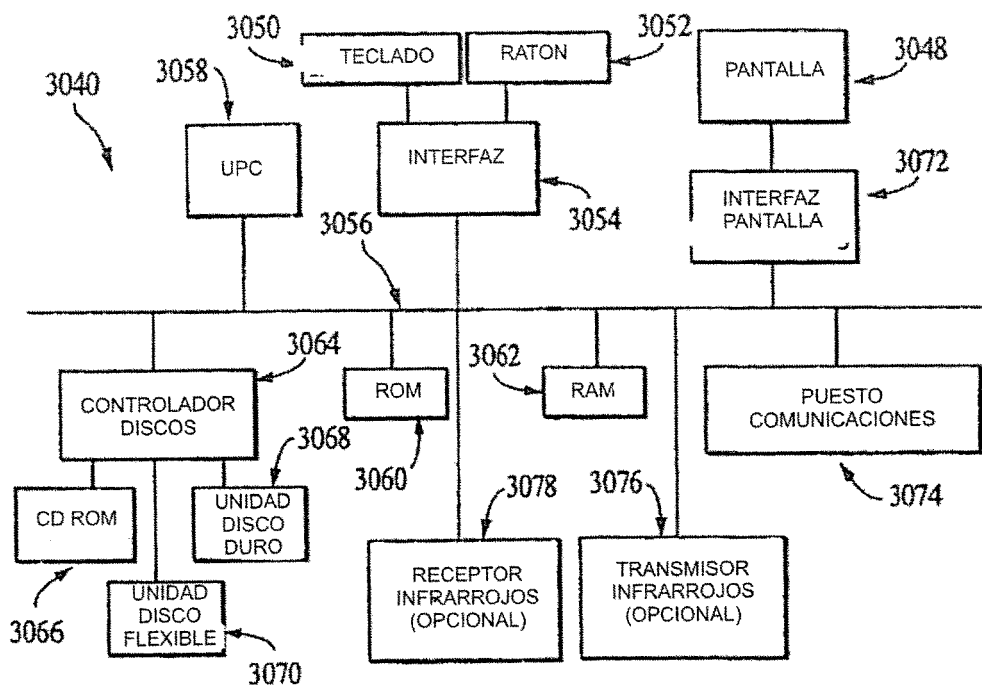 3050
TECLADO
RATON
3052
3058
3040
UPC
INTERFAZ
3054
PANTALLA
3048
3072
INTERFAZ
PANTALLA
3056
3064
CONTROLADOR
DISCOS
ROM
3060
3062
RAM
PUESTO
COMUNICACIONES
3074
3068
CD ROM
UNIDAD
DISCO
DURO
3066
UNIDAD
DISCO
FLEXIBLE
3070
3078
RECEPTOR
INFRARROJOS
(OPCIONAL)
3076
TRANSMISOR
INFRARROJOS
(OPCIONAL)